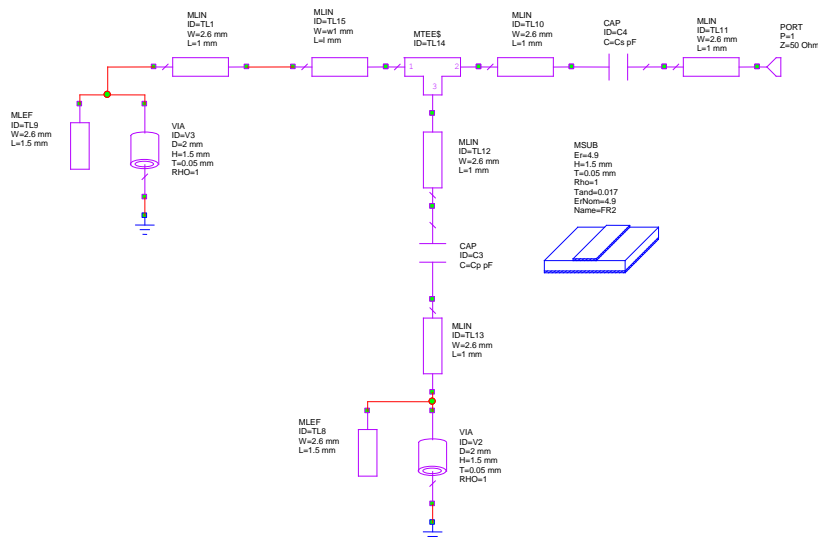 MLIN
ID=TL1
W=2.6 mm
L=1 mm
MLIN
ID=TL15
W=w1 mm
L=l mm
MTEE$
ID=TL14
1
2
3
MLIN
ID=TL10
W=2.6 mm
L=1 mm
CAP
ID=C4
C=Cs pF
MLIN
ID=TL11
W=2.6 mm
L=1 mm
PORT
P=1
Z=50 Ohm
MLEF
ID=TL9
W=2.6 mm
L=1.5 mm
VIA
ID=V3
D=2 mm
H=1.5 mm
T=0.05 mm
RHO=1
MLIN
ID=TL12
W=2.6 mm
L=1 mm
MSUB
Er=4.9
H=1.5 mm
T=0.05 mm
Rho=1
Tand=0.017
ErNom=4.9
Name=FR2
CAP
ID=C3
C=Cp pF
MLIN
ID=TL13
W=2.6 mm
L=1 mm
MLEF
ID=TL8
W=2.6 mm
L=1.5 mm
VIA
ID=V2
D=2 mm
H=1.5 mm
T=0.05 mm
RHO=1